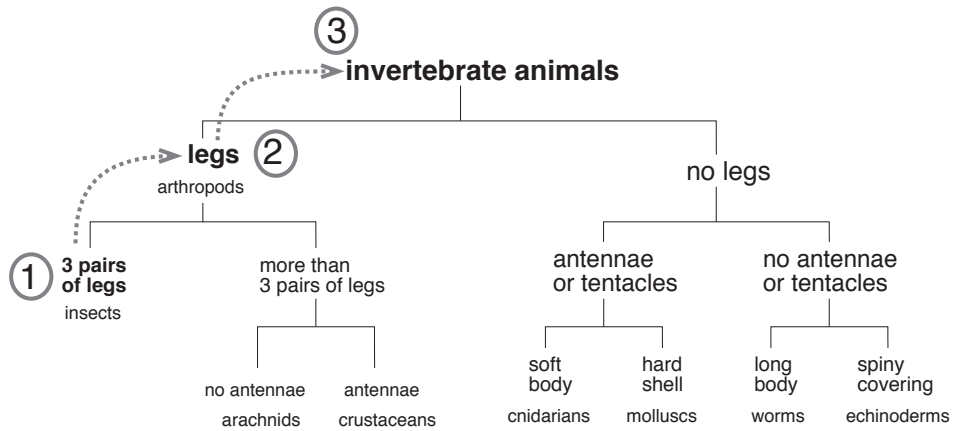 3
invertebrate animals
legs
2
arthropods
no legs
1
3 pairs
of legs
insects
more than
3 pairs of legs
antennae
or tentacles
no antennae
or tentacles
no antennae
arachnids
antennae
crustaceans
soft
body
cnidarians
hard
shell
molluscs
long
body
worms
spiny
covering
echinoderms